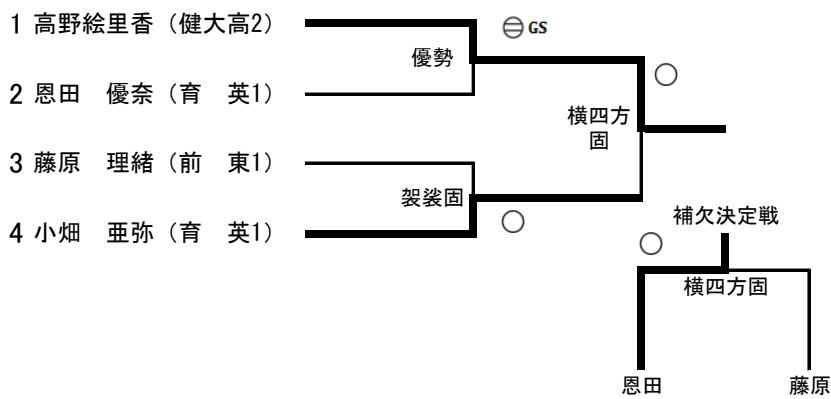 1 高野絵里香（健大高2）
GS
優勢
2 恩田　優奈（育　英1）
横四方
固
3 藤原　理緒（前　東1）
袈裟固
4 小畑　亜弥（育　英1）
補欠決定戦
横四方固
恩田
藤原